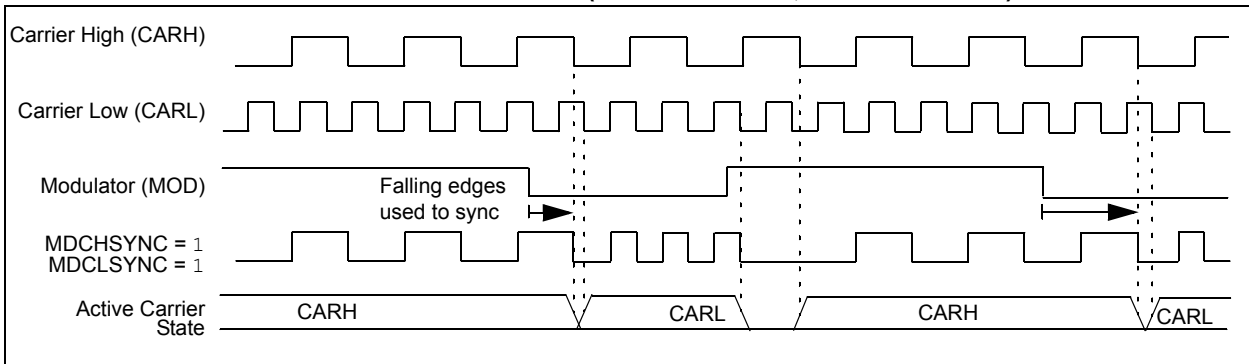 Carrier High (CARH)
Carrier Low (CARL)
Modulator (MOD)
Falling edges
used to sync
MDCHSYNC = 1
MDCLSYNC = 1
Active Carrier
State
CARH
CARL
CARH
CARL